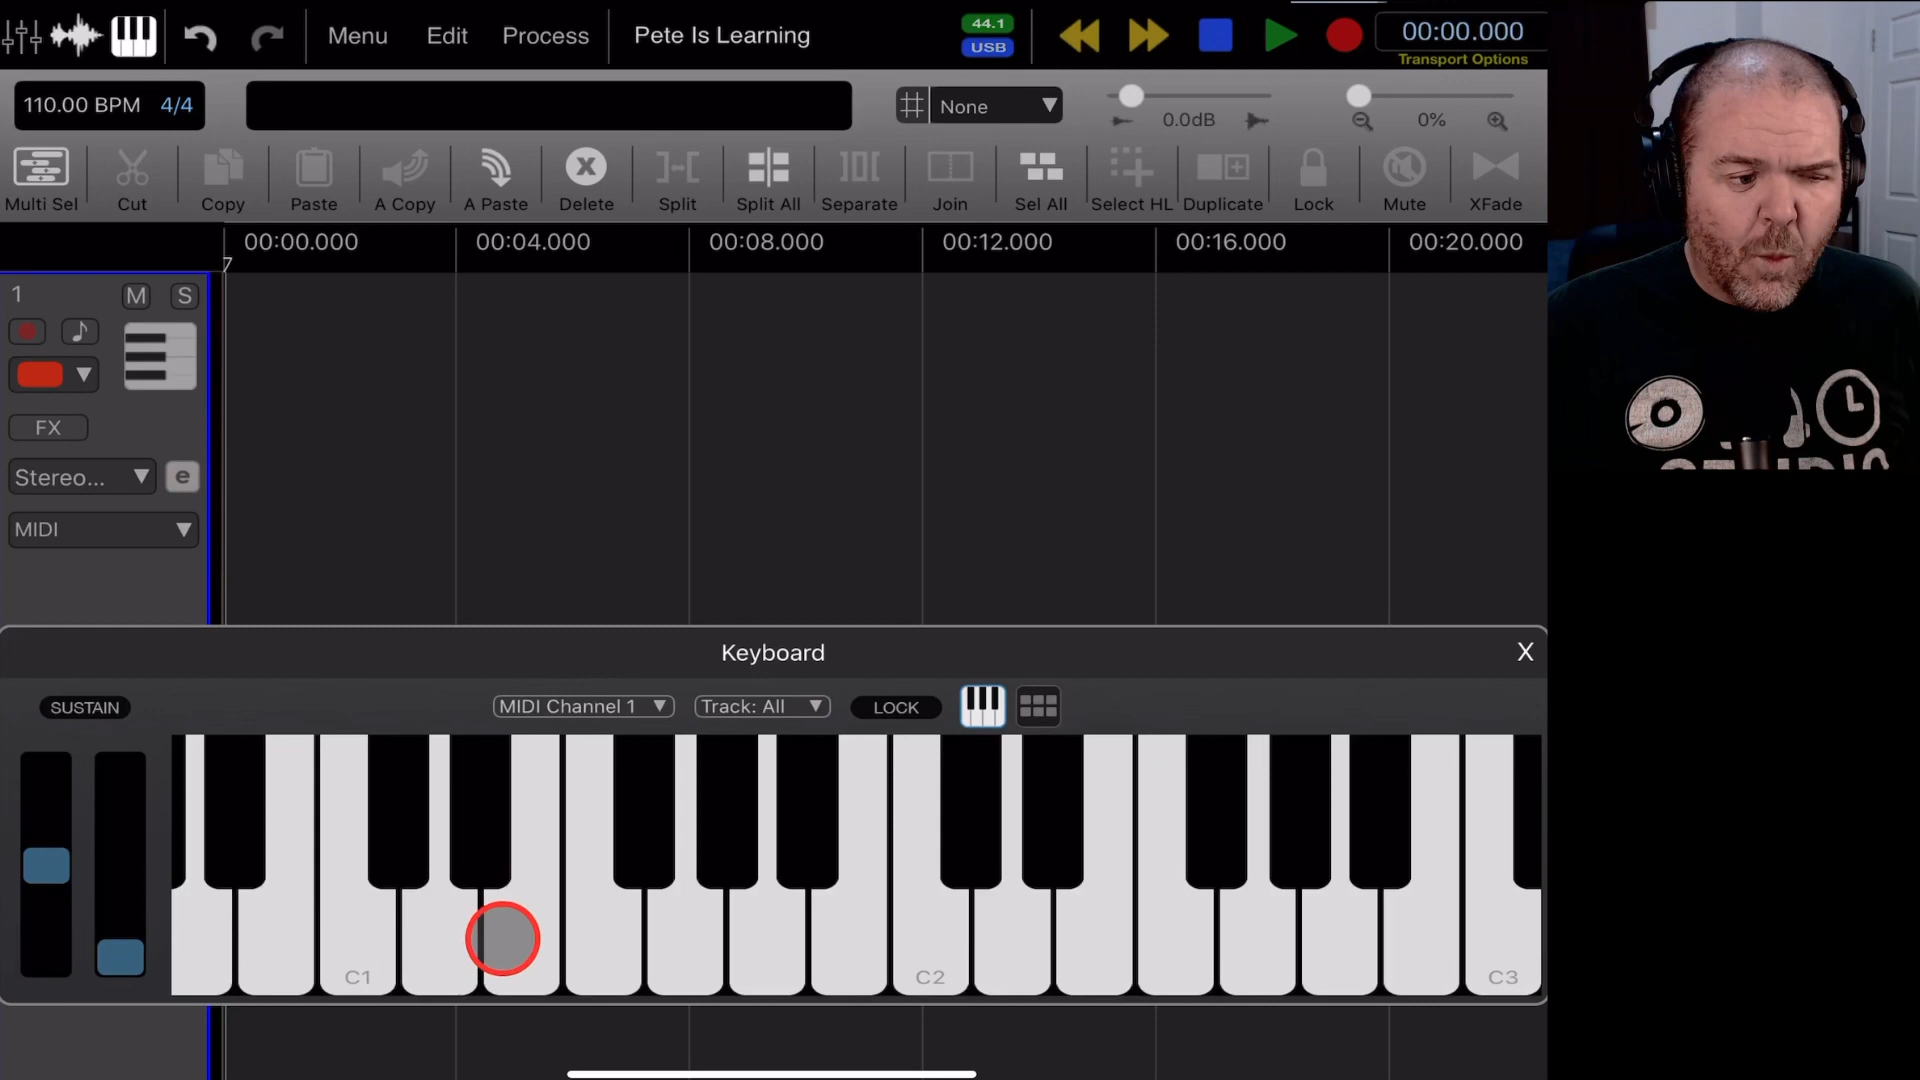 Menu Edit Process Pete Is Learning 44.1 USB 00:00.000
Transport Options
110.00 BPM 4/4 None 0.0dB 0%
Multi Sel Cut Copy Paste A Copy A Paste Delete Split Split All Separate Join Sel All Select HL Duplicate Lock Mute XFade
00:00.000 00:04.000 00:08.000 00:12.000 00:16.000 00:20.000
7
1 M S
FX
Stereo... e
MIDI
Keyboard X
SUSTAIN MIDI Channel 1 Track: All LOCK
C1 C2 C3